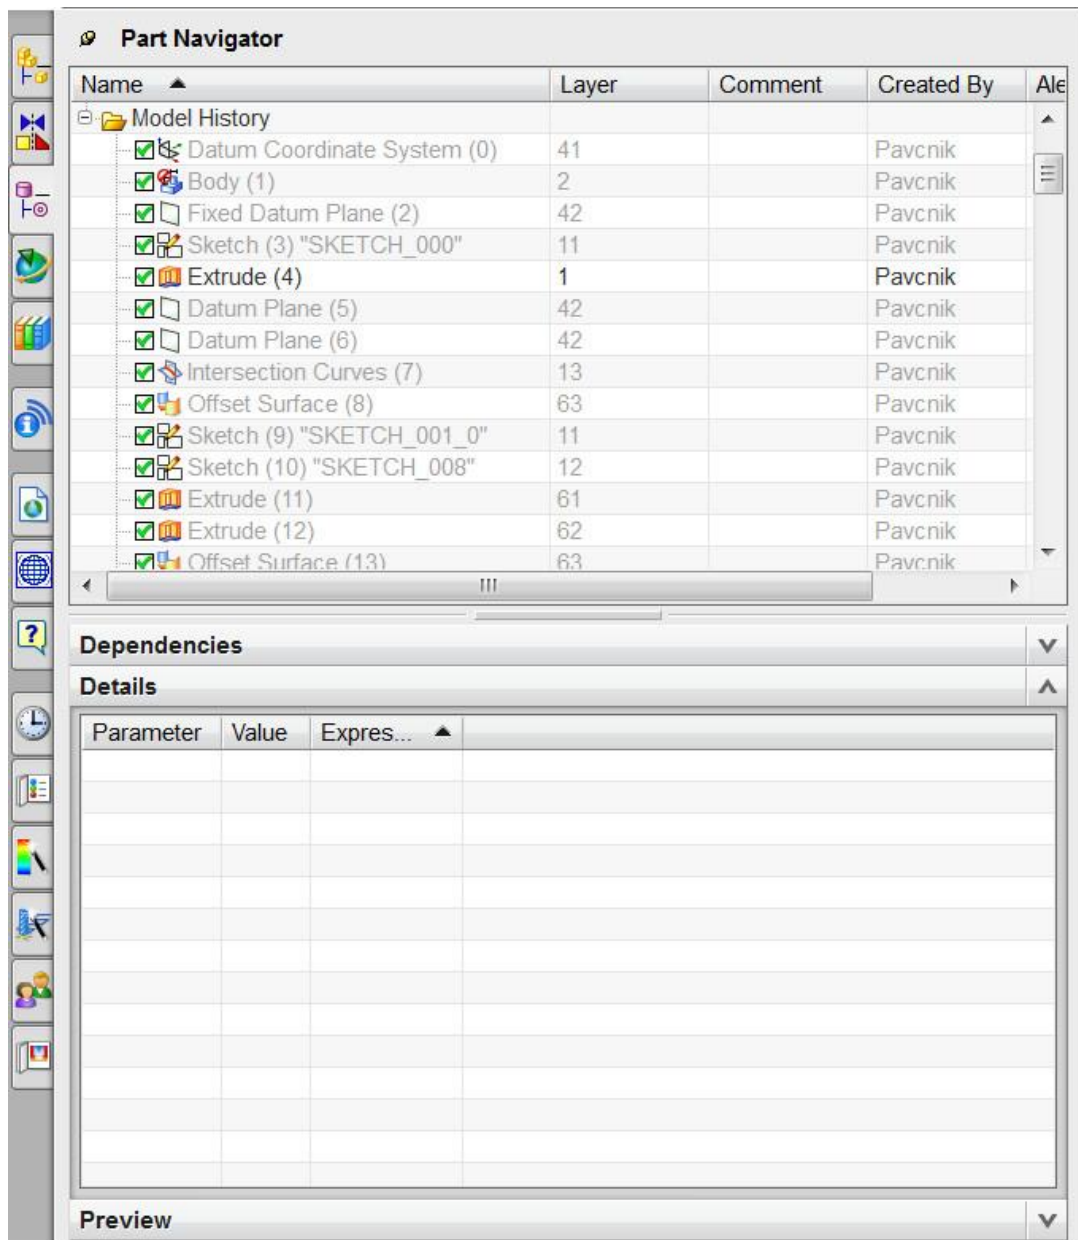 Part Navigator
Name Layer Comment Created By Ale
Model History
Datum Coordinate System (0) 41 Pavcnik
Body (1) 2 Pavcnik
Fixed Datum Plane (2) 42 Pavcnik
Sketch (3) "SKETCH_000" 11 Pavcnik
Extrude (4) 1 Pavcnik
Datum Plane (5) 42 Pavcnik
Datum Plane (6) 42 Pavcnik
Intersection Curves (7) 13 Pavcnik
Offset Surface (8) 63 Pavcnik
Sketch (9) "SKETCH_001_0" 11 Pavcnik
Sketch (10) "SKETCH_008" 12 Pavcnik
Extrude (11) 61 Pavcnik
Extrude (12) 62 Pavcnik
Offset Surface (13) 63 Pavcnik
Dependencies
Details
Parameter Value Expres...
Preview